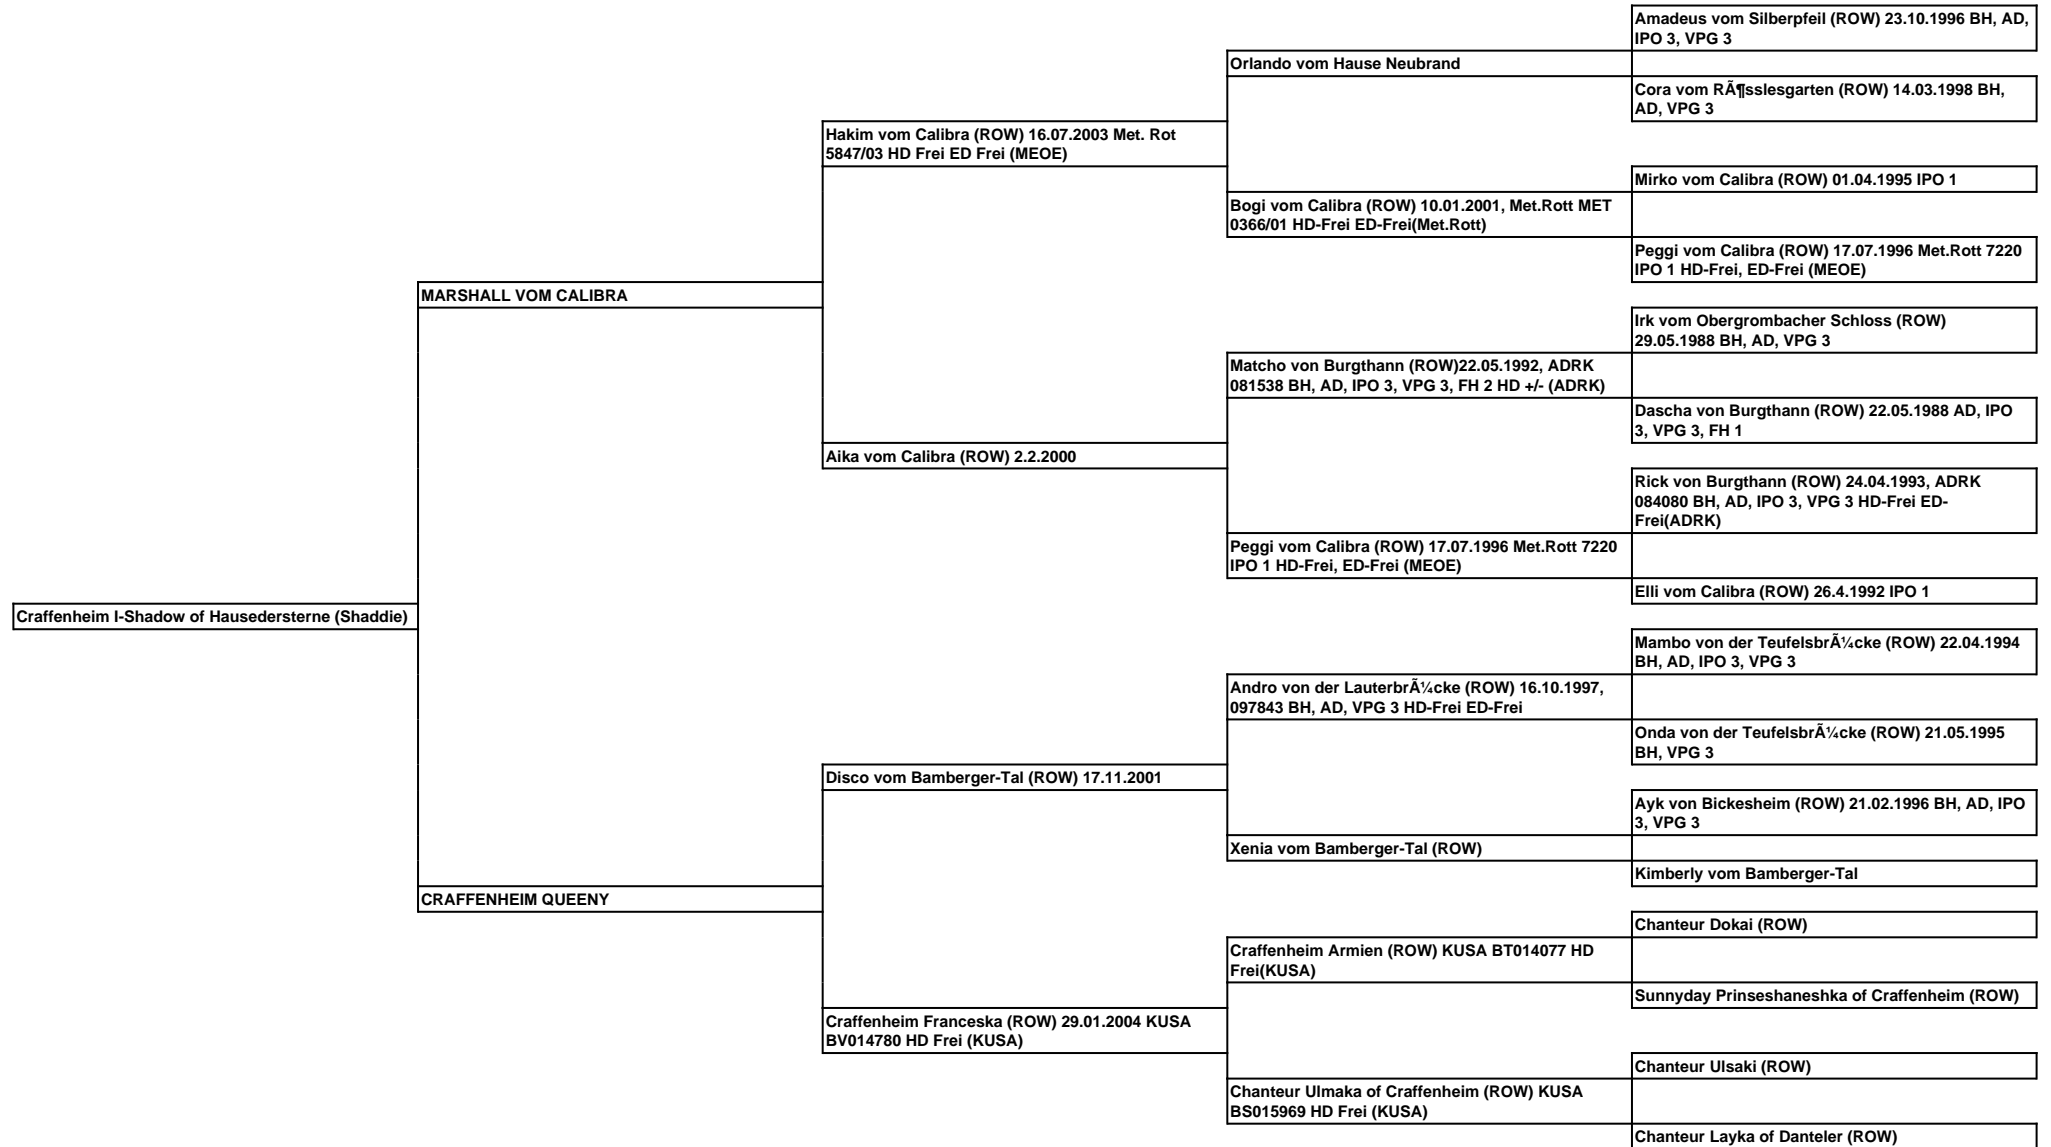 Amadeus vom Silberpfeil (ROW) 23.10.1996 BH, AD,
IPO 3, VPG 3
Orlando vom Hause Neubrand
Cora vom RÃ¶sslesgarten (ROW) 14.03.1998 BH,
AD, VPG 3
Hakim vom Calibra (ROW) 16.07.2003 Met. Rot
5847/03 HD Frei ED Frei (MEOE)
Mirko vom Calibra (ROW) 01.04.1995 IPO 1
Bogi vom Calibra (ROW) 10.01.2001, Met.Rott MET
0366/01 HD-Frei ED-Frei(Met.Rott)
Peggi vom Calibra (ROW) 17.07.1996 Met.Rott 7220
IPO 1 HD-Frei, ED-Frei (MEOE)
MARSHALL VOM CALIBRA
Irk vom Obergrombacher Schloss (ROW)
29.05.1988 BH, AD, VPG 3
Matcho von Burgthann (ROW)22.05.1992, ADRK
081538 BH, AD, IPO 3, VPG 3, FH 2 HD +/- (ADRK)
Dascha von Burgthann (ROW) 22.05.1988 AD, IPO
3, VPG 3, FH 1
Aika vom Calibra (ROW) 2.2.2000
Rick von Burgthann (ROW) 24.04.1993, ADRK
084080 BH, AD, IPO 3, VPG 3 HD-Frei ED-
Frei(ADRK)
Peggi vom Calibra (ROW) 17.07.1996 Met.Rott 7220
IPO 1 HD-Frei, ED-Frei (MEOE)
Elli vom Calibra (ROW) 26.4.1992 IPO 1
Craffenheim I-Shadow of Hausedersterne (Shaddie)
Mambo von der TeufelsbrÃ¼cke (ROW) 22.04.1994
BH, AD, IPO 3, VPG 3
Andro von der LauterbrÃ¼cke (ROW) 16.10.1997,
097843 BH, AD, VPG 3 HD-Frei ED-Frei
Onda von der TeufelsbrÃ¼cke (ROW) 21.05.1995
BH, VPG 3
Disco vom Bamberger-Tal (ROW) 17.11.2001
Ayk von Bickesheim (ROW) 21.02.1996 BH, AD, IPO
3, VPG 3
Xenia vom Bamberger-Tal (ROW)
Kimberly vom Bamberger-Tal
CRAFFENHEIM QUEENY
Chanteur Dokai (ROW)
Craffenheim Armien (ROW) KUSA BT014077 HD
Frei(KUSA)
Sunnyday Prinseshaneshka of Craffenheim (ROW)
Craffenheim Franceska (ROW) 29.01.2004 KUSA
BV014780 HD Frei (KUSA)
Chanteur Ulsaki (ROW)
Chanteur Ulmaka of Craffenheim (ROW) KUSA
BS015969 HD Frei (KUSA)
Chanteur Layka of Danteler (ROW)